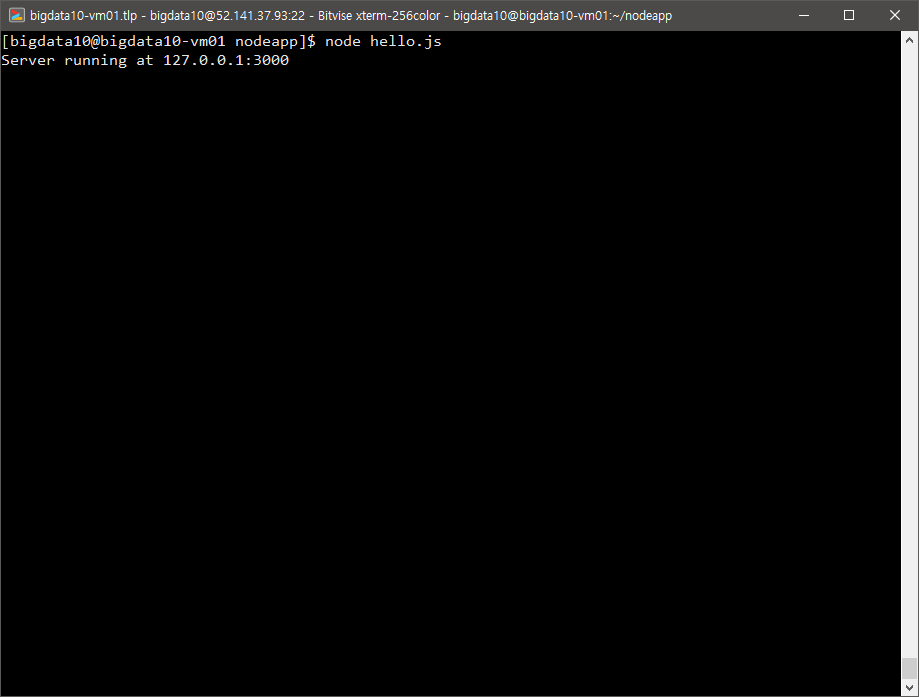 bigdata10-vm01.tlp - bigdata10@52.141.37.93:22 - Bitvise xterm-256color - bigdata10@bigdata10-vm01:~/nodeapp
[bigdata10@bigdata10-vm01 nodeapp]$ node hello.js
Server running at 127.0.0.1:3000